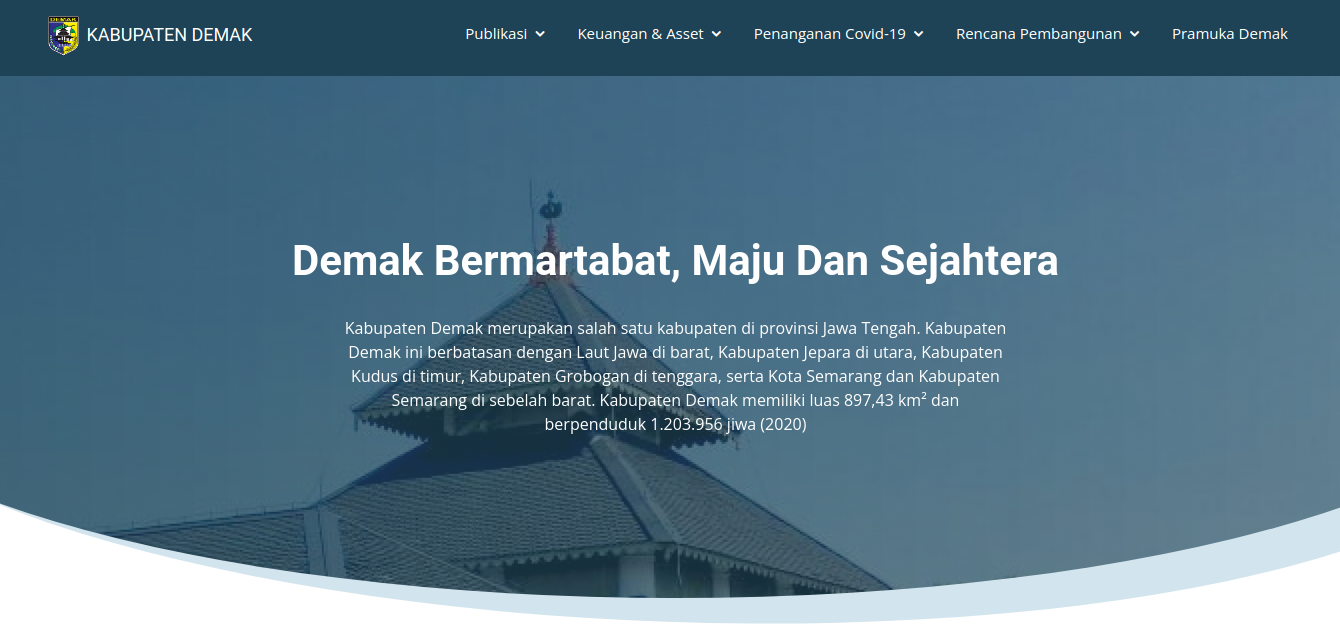 DEMAK
KABUPATEN DEMAK
Publikasi
Keuangan & Asset
Penanganan Covid-19
Rencana Pembangunan
Pramuka Demak
Demak Bermartabat, Maju Dan Sejahtera
Kabupaten Demak merupakan salah satu kabupaten di provinsi Jawa Tengah. Kabupaten
Demak ini berbatasan dengan Laut Jawa di barat, Kabupaten Jepara di utara, Kabupaten
Kudus di timur, Kabupaten Grobogan di tenggara, serta Kota Semarang dan Kabupaten
Semarang di sebelah barat. Kabupaten Demak memiliki luas 897,43 km² dan
berpenduduk 1.203.956 jiwa (2020)